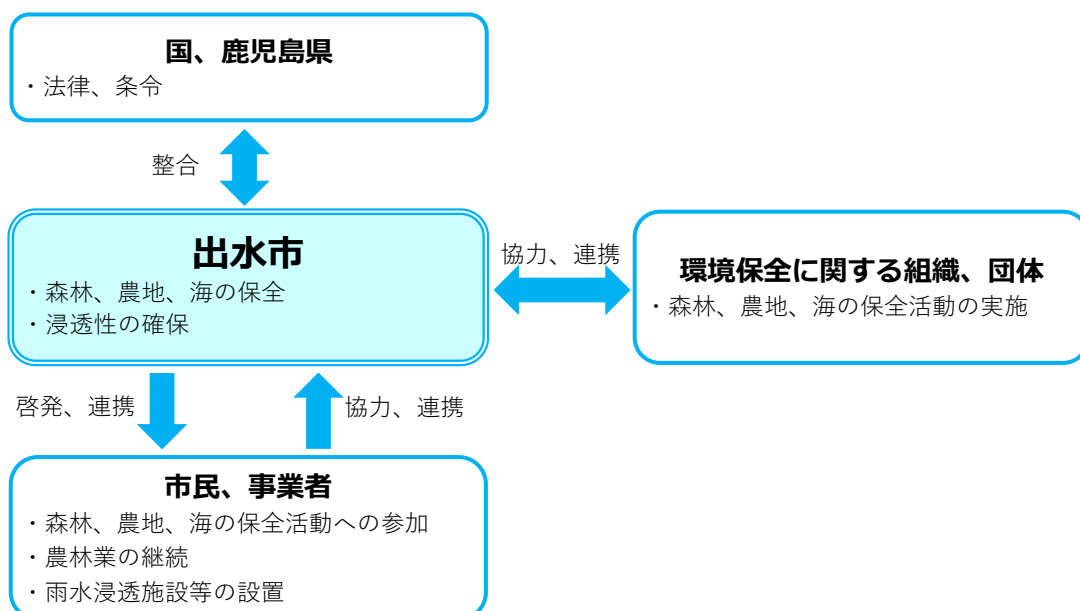 国、鹿児島県
・法律、条令
整合
出水市
・森林、農地、海の保全
・浸透性の確保
協力、連携
環境保全に関する組織、団体
・森林、農地、海の保全活動の実施
啓発、連携
協力、連携
市民、事業者
・森林、農地、海の保全活動への参加
・農林業の継続
・雨水浸透施設等の設置